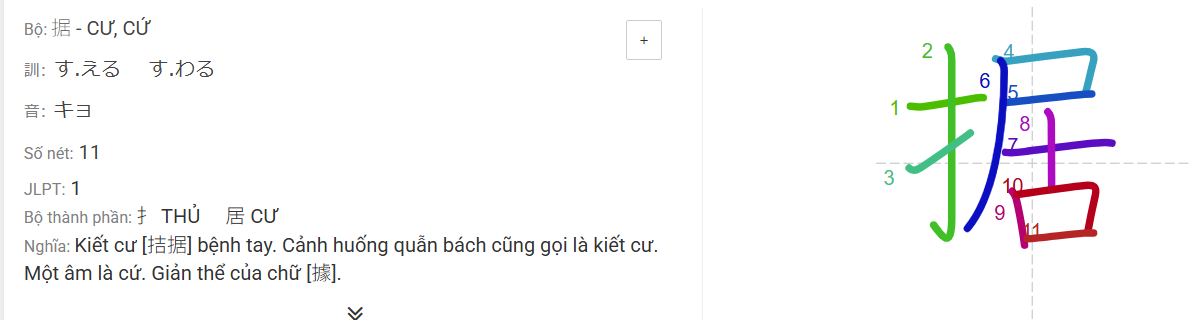 Bộ: 据 - CƯ, CỨ
+
訓: す.える す.わる
音: キョ
Số nét: 11
JLPT: 1
Bộ thành phần: 扌 THỦ 居 CƯ
Nghĩa: Kiết cư [拮据] bệnh tay. Cảnh huống quẫn bách cũng gọi là kiết cư.
Một âm là cứ. Giản thể của chữ [據].
据
1
2
3
4
5
6
7
8
9
10
11